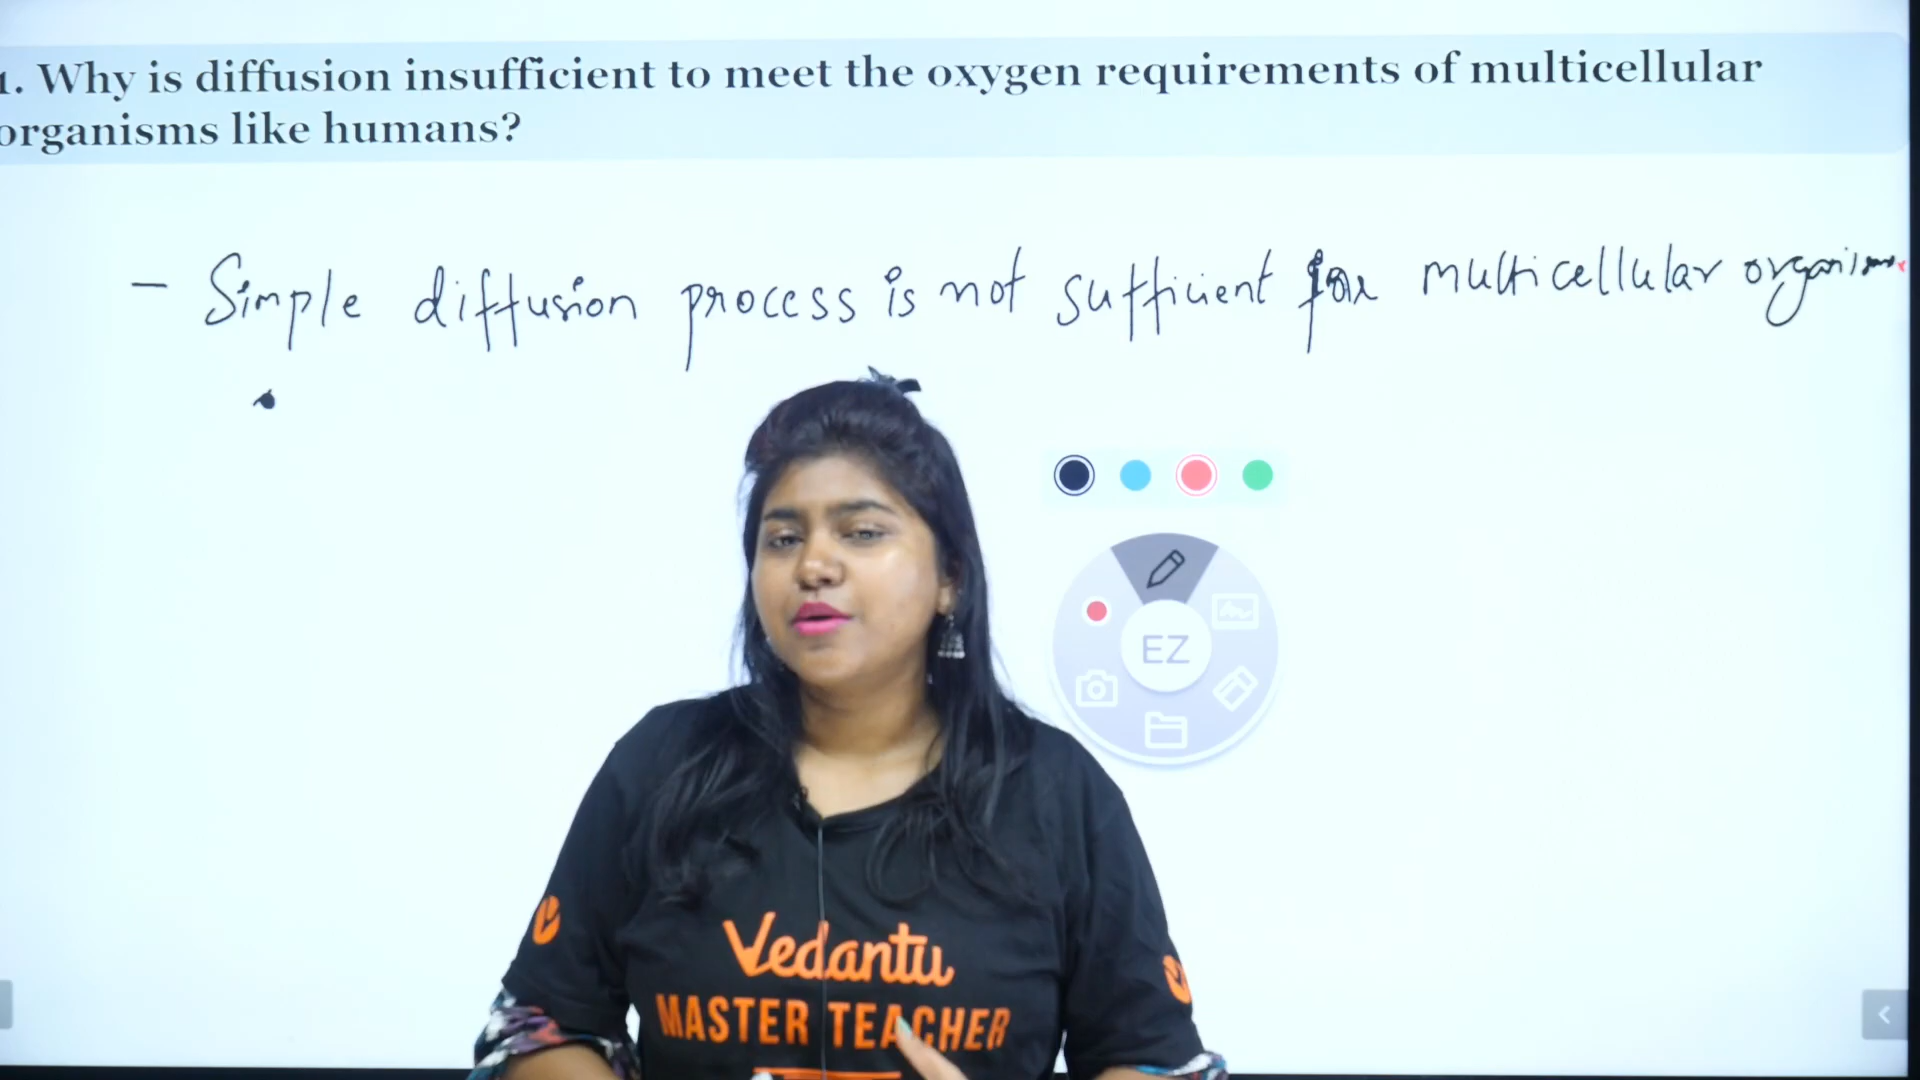 1. Why is diffusion insufficient to meet the oxygen requirements of multicellular
organisms like humans?
- Simple diffusion process is not sufficient for multicellular organisms.
EZ
Vedantu
MASTER TEACHER